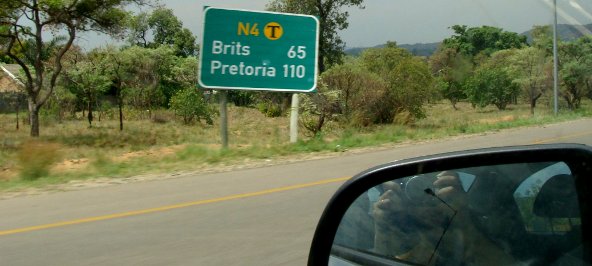 N4 T
Brits 65
Pretoria 110